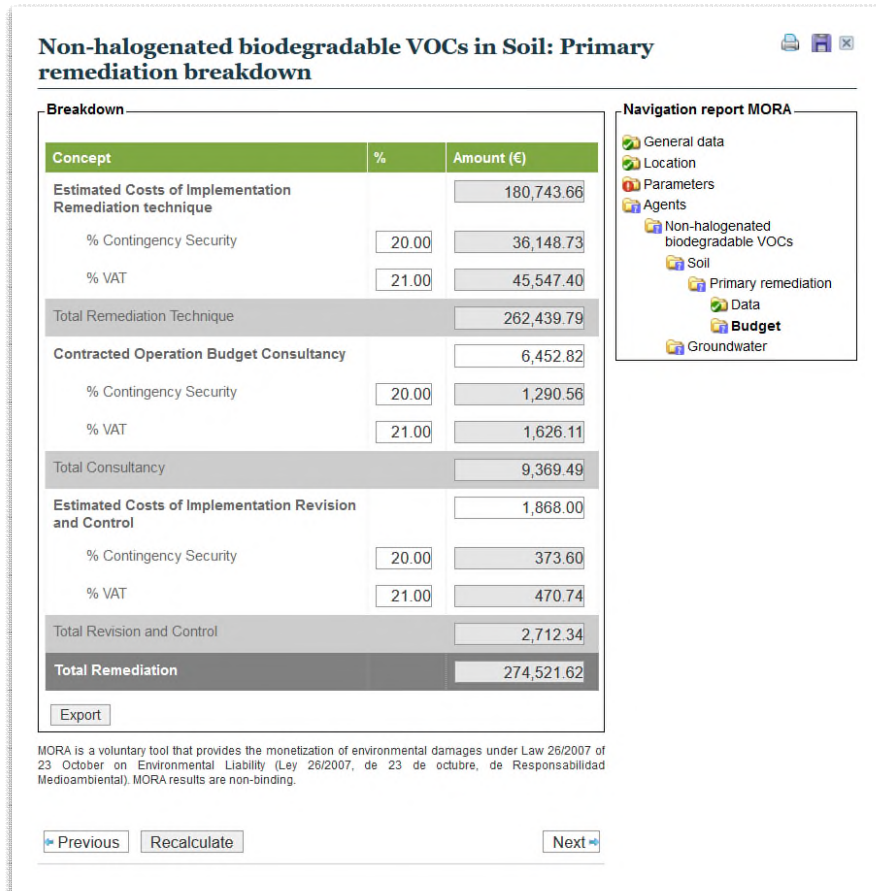 Non-halogenated biodegradable VOCs in Soil: Primary
remediation breakdown
Breakdown
Concept % Amount (€)
Estimated Costs of Implementation
Remediation technique 180,743.66
% Contingency Security 20.00 36,148.73
% VAT 21.00 45,547.40
Total Remediation Technique 262,439.79
Contracted Operation Budget Consultancy 6,452.82
% Contingency Security 20.00 1,290.56
% VAT 21.00 1,626.11
Total Consultancy 9,369.49
Estimated Costs of Implementation Revision
and Control 1,868.00
% Contingency Security 20.00 373.60
% VAT 21.00 470.74
Total Revision and Control 2,712.34
Total Remediation 274,521.62
Export
Navigation report MORA
General data
Location
Parameters
Agents
Non-halogenated
biodegradable VOCs
Soil
Primary remediation
Data
Budget
Groundwater
MORA is a voluntary tool that provides the monetization of environmental damages under Law 26/2007 of
23 October on Environmental Liability (Ley 26/2007, de 23 de octubre, de Responsabilidad
Medioambiental). MORA results are non-binding.
Previous Recalculate Next